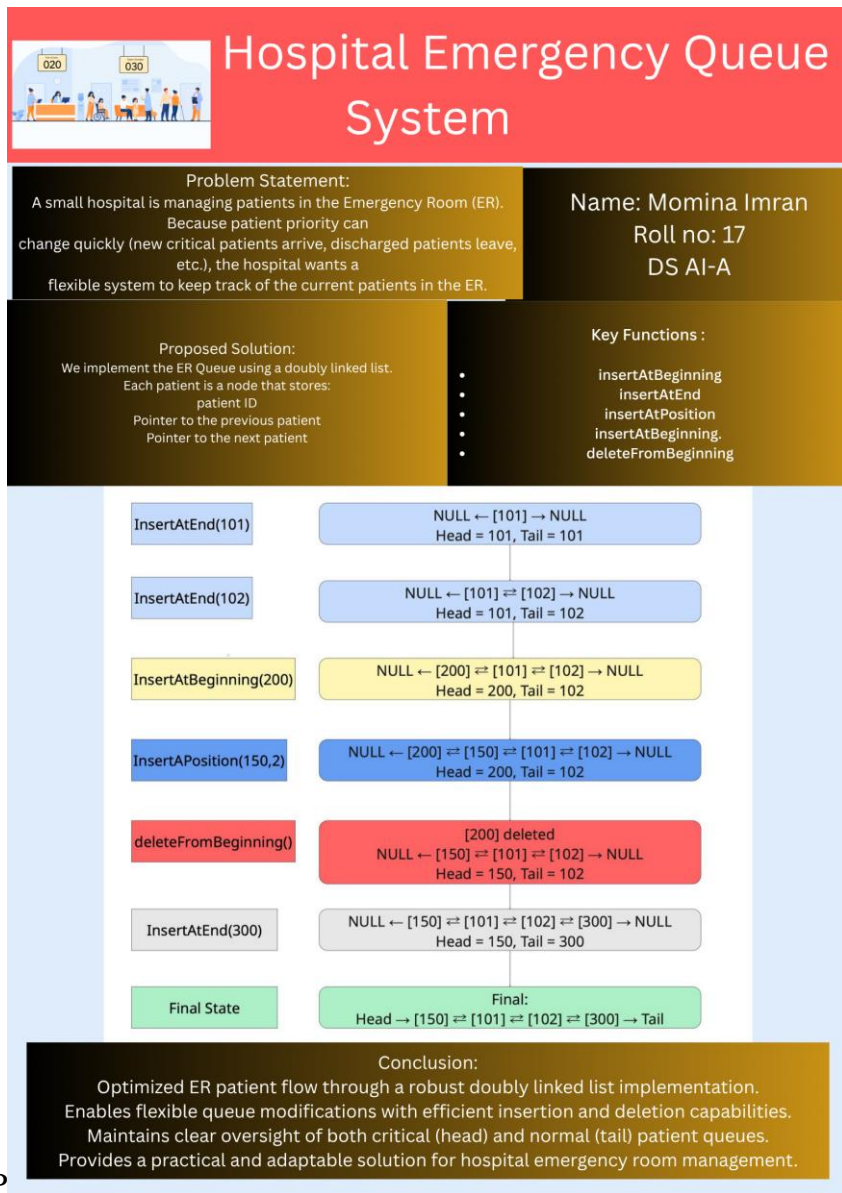 020
030
Hospital Emergency Queue
System
Problem Statement:
A small hospital is managing patients in the Emergency Room (ER).
Because patient priority can
change quickly (new critical patients arrive, discharged patients leave,
etc.), the hospital wants a
flexible system to keep track of the current patients in the ER.
Name: Momina Imran
Roll no: 17
DS AI-A
Proposed Solution:
We implement the ER Queue using a doubly linked list.
Each patient is a node that stores:
patient ID
Pointer to the previous patient
Pointer to the next patient
Key Functions :
• insertAtBeginning
• insertAtEnd
• insertAtPosition
• insertAtBeginning.
• deleteFromBeginning
InsertAtEnd(101)
NULL ← [101] → NULL
Head = 101, Tail = 101
InsertAtEnd(102)
NULL ← [101] ⇄ [102] → NULL
Head = 101, Tail = 102
InsertAtBeginning(200)
NULL ← [200] ⇄ [101] ⇄ [102] → NULL
Head = 200, Tail = 102
InsertAPosition(150,2)
NULL ← [200] ⇄ [150] ⇄ [101] ⇄ [102] → NULL
Head = 200, Tail = 102
deleteFromBeginning()
[200] deleted
NULL ← [150] ⇄ [101] ⇄ [102] → NULL
Head = 150, Tail = 102
InsertAtEnd(300)
NULL ← [150] ⇄ [101] ⇄ [102] ⇄ [300] → NULL
Head = 150, Tail = 300
Final State
Final:
Head → [150] ⇄ [101] ⇄ [102] ⇄ [300] → Tail
Conclusion:
Optimized ER patient flow through a robust doubly linked list implementation.
Enables flexible queue modifications with efficient insertion and deletion capabilities.
Maintains clear oversight of both critical (head) and normal (tail) patient queues.
Provides a practical and adaptable solution for hospital emergency room management.